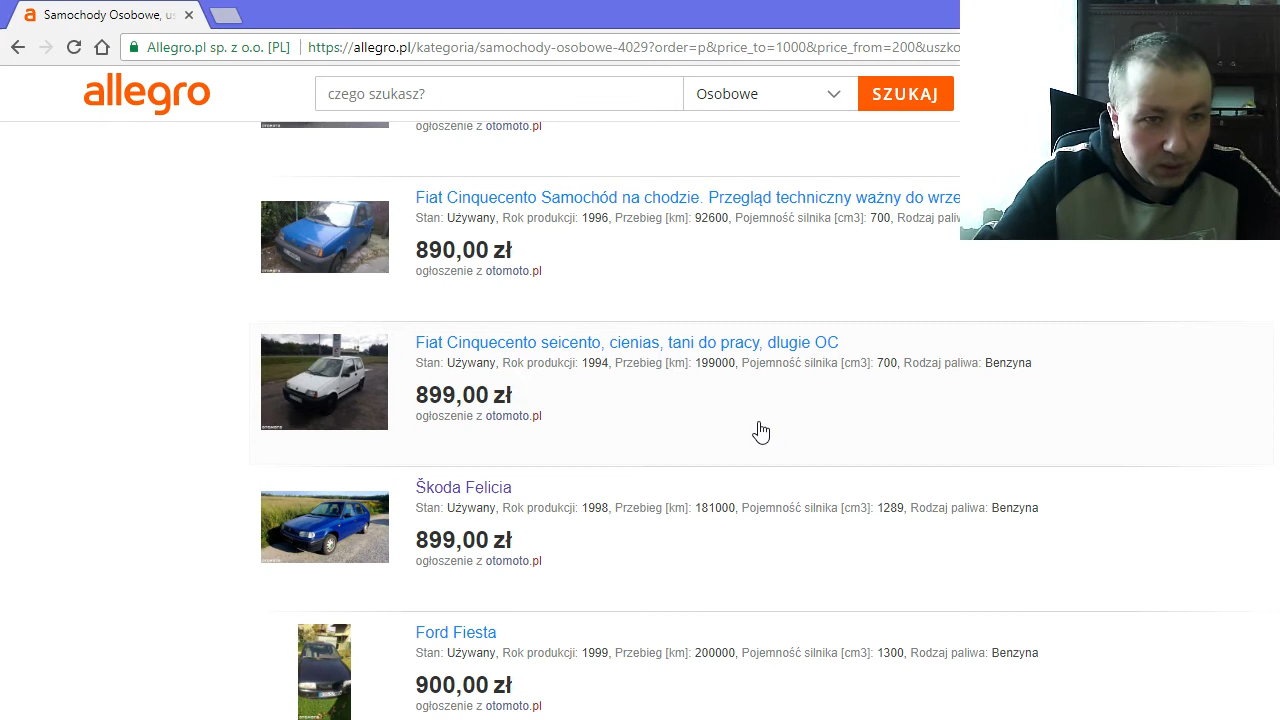 Samochody Osobowe, u
Allegro.pl sp. z o.o. [PL]
https://allegro.pl/kategoria/samochody-osobowe-4029?order=p&price_to=1000&price_from=200&uszko
allegro
czego szukasz?
Osobowe
SZUKAJ
ogłoszenie z otomoto.pl
Fiat Cinquecento Samochód na chodzie. Przegląd techniczny ważny do wrze
Stan: Używany, Rok produkcji: 1996, Przebieg [km]: 92600, Pojemność silnika [cm3]: 700, Rodzaj paliw
890,00 zł
ogłoszenie z otomoto.pl
Fiat Cinquecento seicento, cienias, tani do pracy, dlugie OC
Stan: Używany, Rok produkcji: 1994, Przebieg [km]: 199000, Pojemność silnika [cm3]: 700, Rodzaj paliwa: Benzyna
899,00 zł
ogłoszenie z otomoto.pl
Škoda Felicia
Stan: Używany, Rok produkcji: 1998, Przebieg [km]: 181000, Pojemność silnika [cm3]: 1289, Rodzaj paliwa: Benzyna
899,00 zł
ogłoszenie z otomoto.pl
Ford Fiesta
Stan: Używany, Rok produkcji: 1999, Przebieg [km]: 200000, Pojemność silnika [cm3]: 1300, Rodzaj paliwa: Benzyna
900,00 zł
ogłoszenie z otomoto.pl